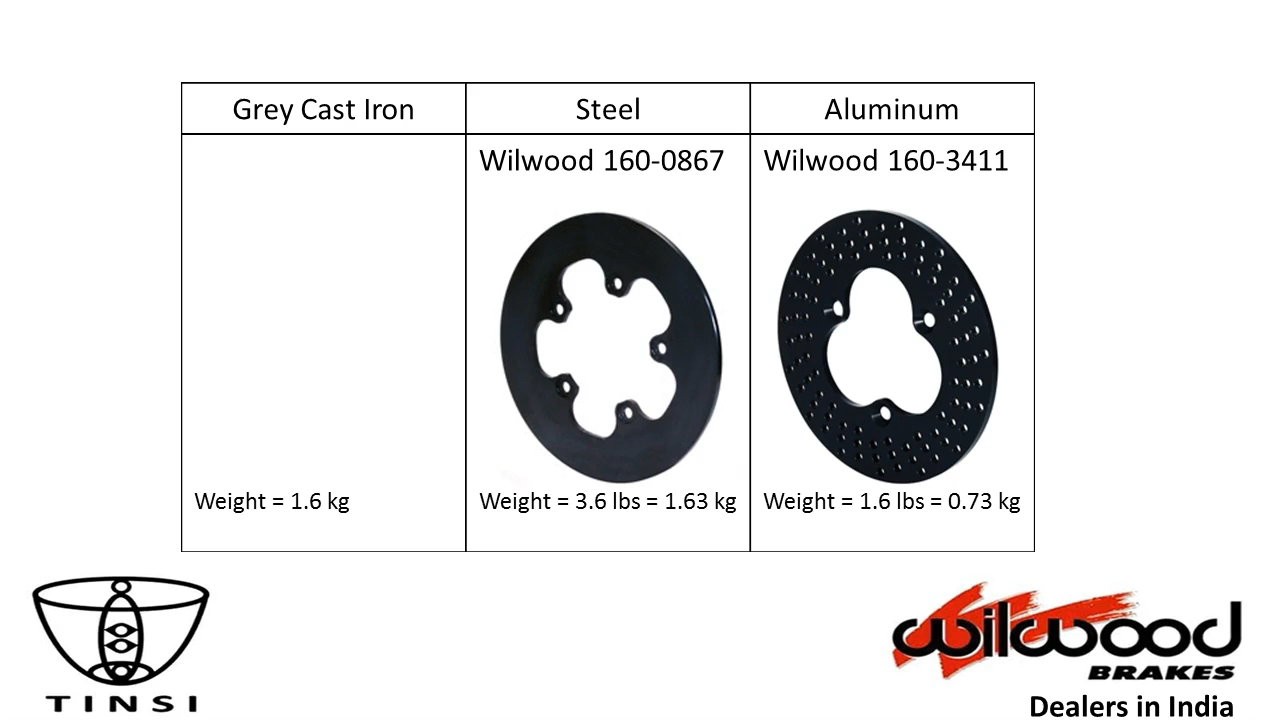 Grey Cast Iron
Steel
Aluminum
Wilwood 160-0867
Wilwood 160-3411
Weight = 1.6 kg
Weight = 3.6 lbs = 1.63 kg
Weight = 1.6 lbs = 0.73 kg
TINSI
wilwood
BRAKES
Dealers in India